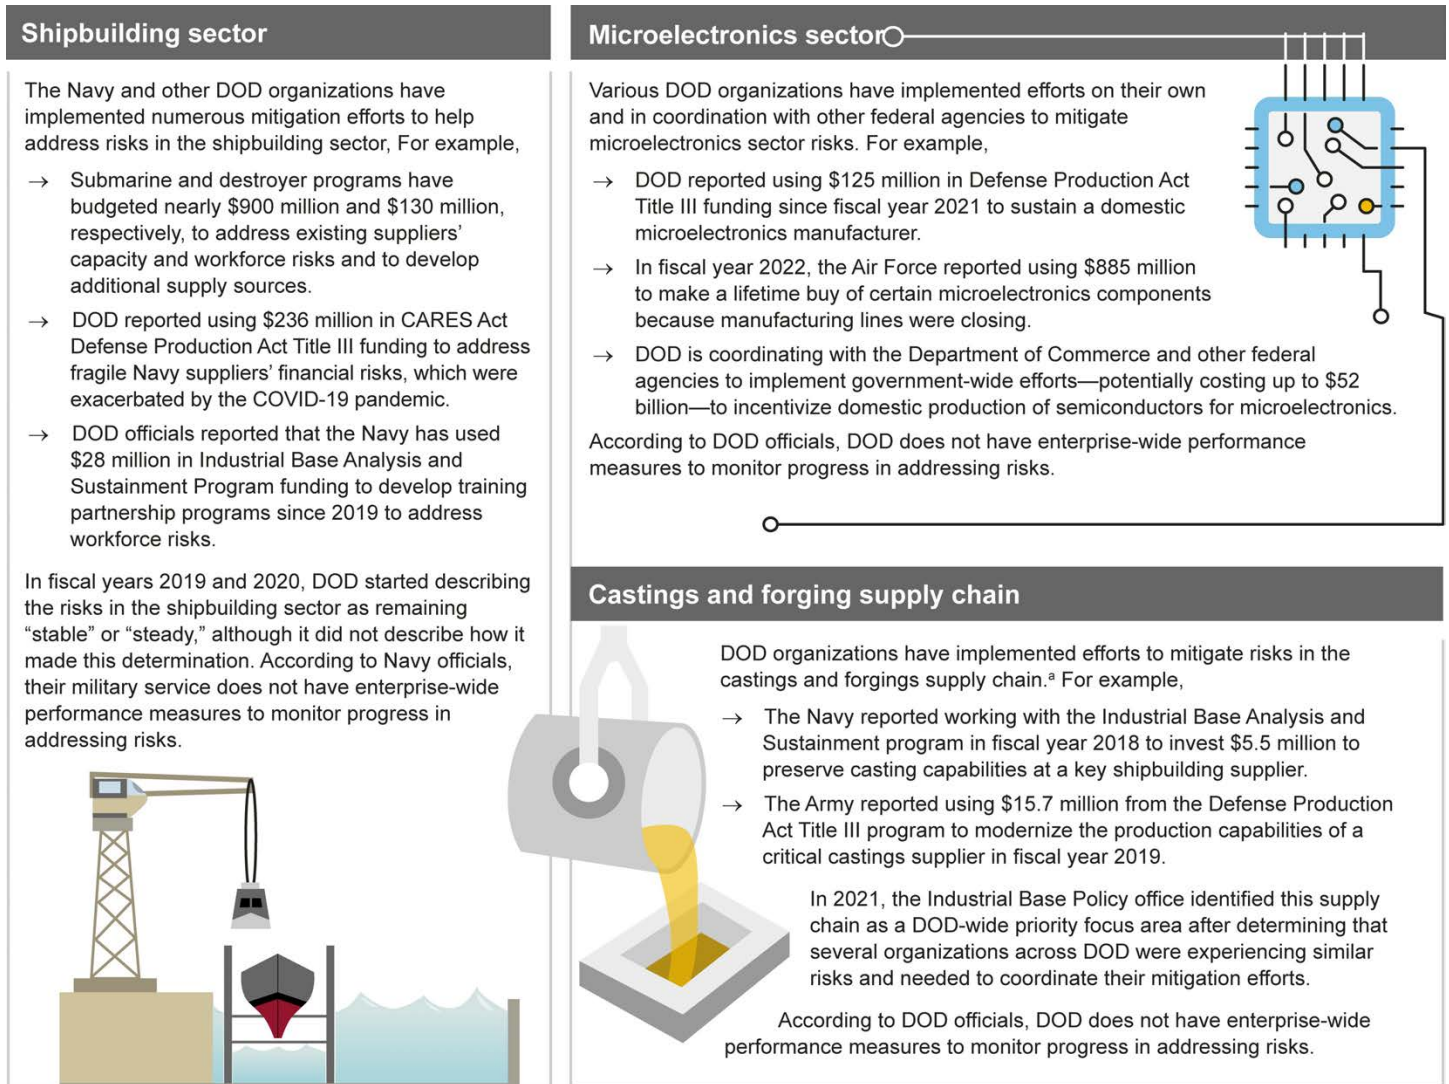 Shipbuilding sector
The Navy and other DOD organizations have
implemented numerous mitigation efforts to help
address risks in the shipbuilding sector, For example,
→ Submarine and destroyer programs have
budgeted nearly $900 million and $130 million,
respectively, to address existing suppliers’
capacity and workforce risks and to develop
additional supply sources.
→ DOD reported using $236 million in CARES Act
Defense Production Act Title III funding to address
fragile Navy suppliers’ financial risks, which were
exacerbated by the COVID-19 pandemic.
→ DOD officials reported that the Navy has used
$28 million in Industrial Base Analysis and
Sustainment Program funding to develop training
partnership programs since 2019 to address
workforce risks.
In fiscal years 2019 and 2020, DOD started describing
the risks in the shipbuilding sector as remaining
“stable” or “steady,” although it did not describe how it
made this determination. According to Navy officials,
their military service does not have enterprise-wide
performance measures to monitor progress in
addressing risks.
Microelectronics sector
Various DOD organizations have implemented efforts on their own
and in coordination with other federal agencies to mitigate
microelectronics sector risks. For example,
→ DOD reported using $125 million in Defense Production Act
Title III funding since fiscal year 2021 to sustain a domestic
microelectronics manufacturer.
→ In fiscal year 2022, the Air Force reported using $885 million
to make a lifetime buy of certain microelectronics components
because manufacturing lines were closing.
→ DOD is coordinating with the Department of Commerce and other federal
agencies to implement government-wide efforts—potentially costing up to $52
billion—to incentivize domestic production of semiconductors for microelectronics.
According to DOD officials, DOD does not have enterprise-wide performance
measures to monitor progress in addressing risks.
Castings and forging supply chain
DOD organizations have implemented efforts to mitigate risks in the
castings and forgings supply chain.ᵃ For example,
→ The Navy reported working with the Industrial Base Analysis and
Sustainment program in fiscal year 2018 to invest $5.5 million to
preserve casting capabilities at a key shipbuilding supplier.
→ The Army reported using $15.7 million from the Defense Production
Act Title III program to modernize the production capabilities of a
critical castings supplier in fiscal year 2019.
In 2021, the Industrial Base Policy office identified this supply
chain as a DOD-wide priority focus area after determining that
several organizations across DOD were experiencing similar
risks and needed to coordinate their mitigation efforts.
According to DOD officials, DOD does not have enterprise-wide
performance measures to monitor progress in addressing risks.